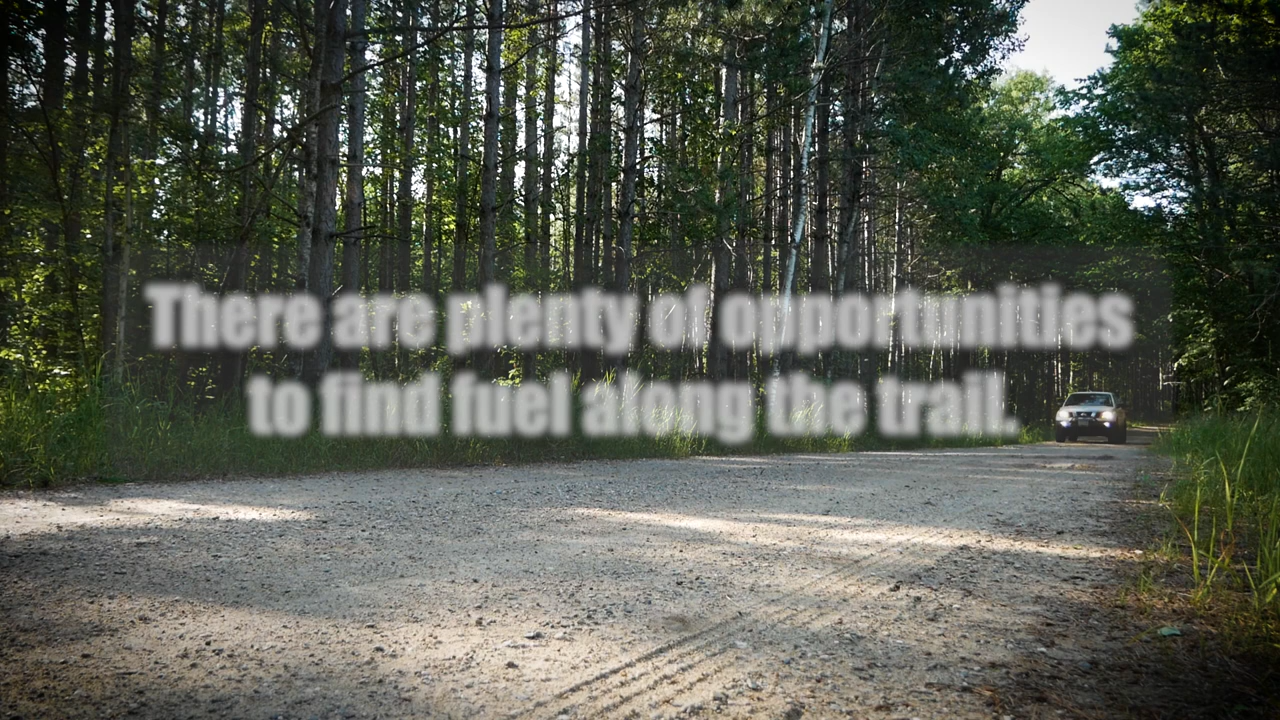 There are plenty of opportunities
to find fuel along the trail.